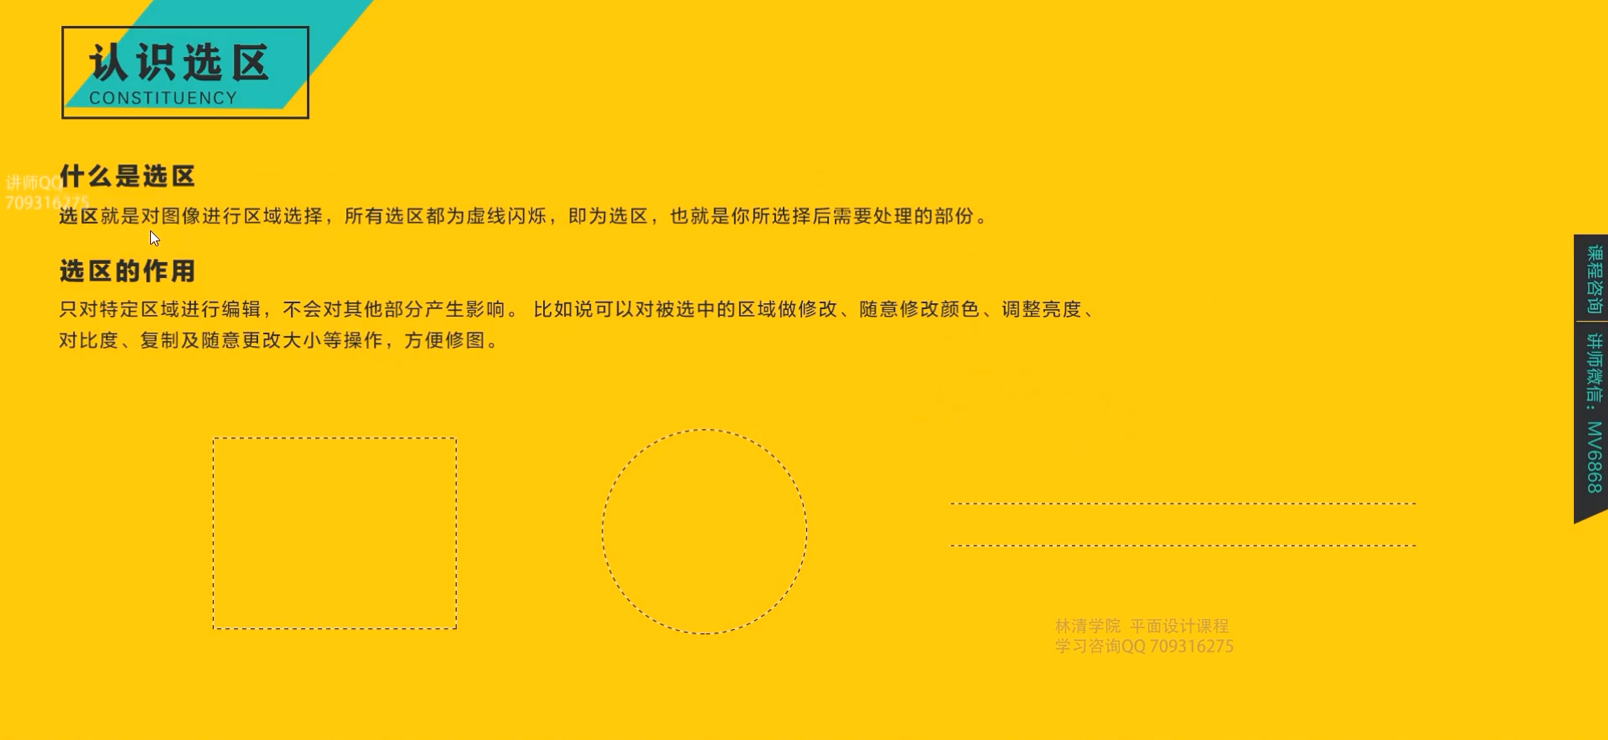 认识选区
CONSTITUENCY
什么是选区
讲师QQ
709316275
选区就是对图像进行区域选择，所有选区都为虚线闪烁，即为选区，也就是你所选择后需要处理的部份。
选区的作用
只对特定区域进行编辑，不会对其他部分产生影响。 比如说可以对被选中的区域做修改、随意修改颜色、调整亮度、
对比度、复制及随意更改大小等操作，方便修图。
课程咨询
讲师微信：MV6868
林清学院 平面设计课程
学习咨询QQ 709316275